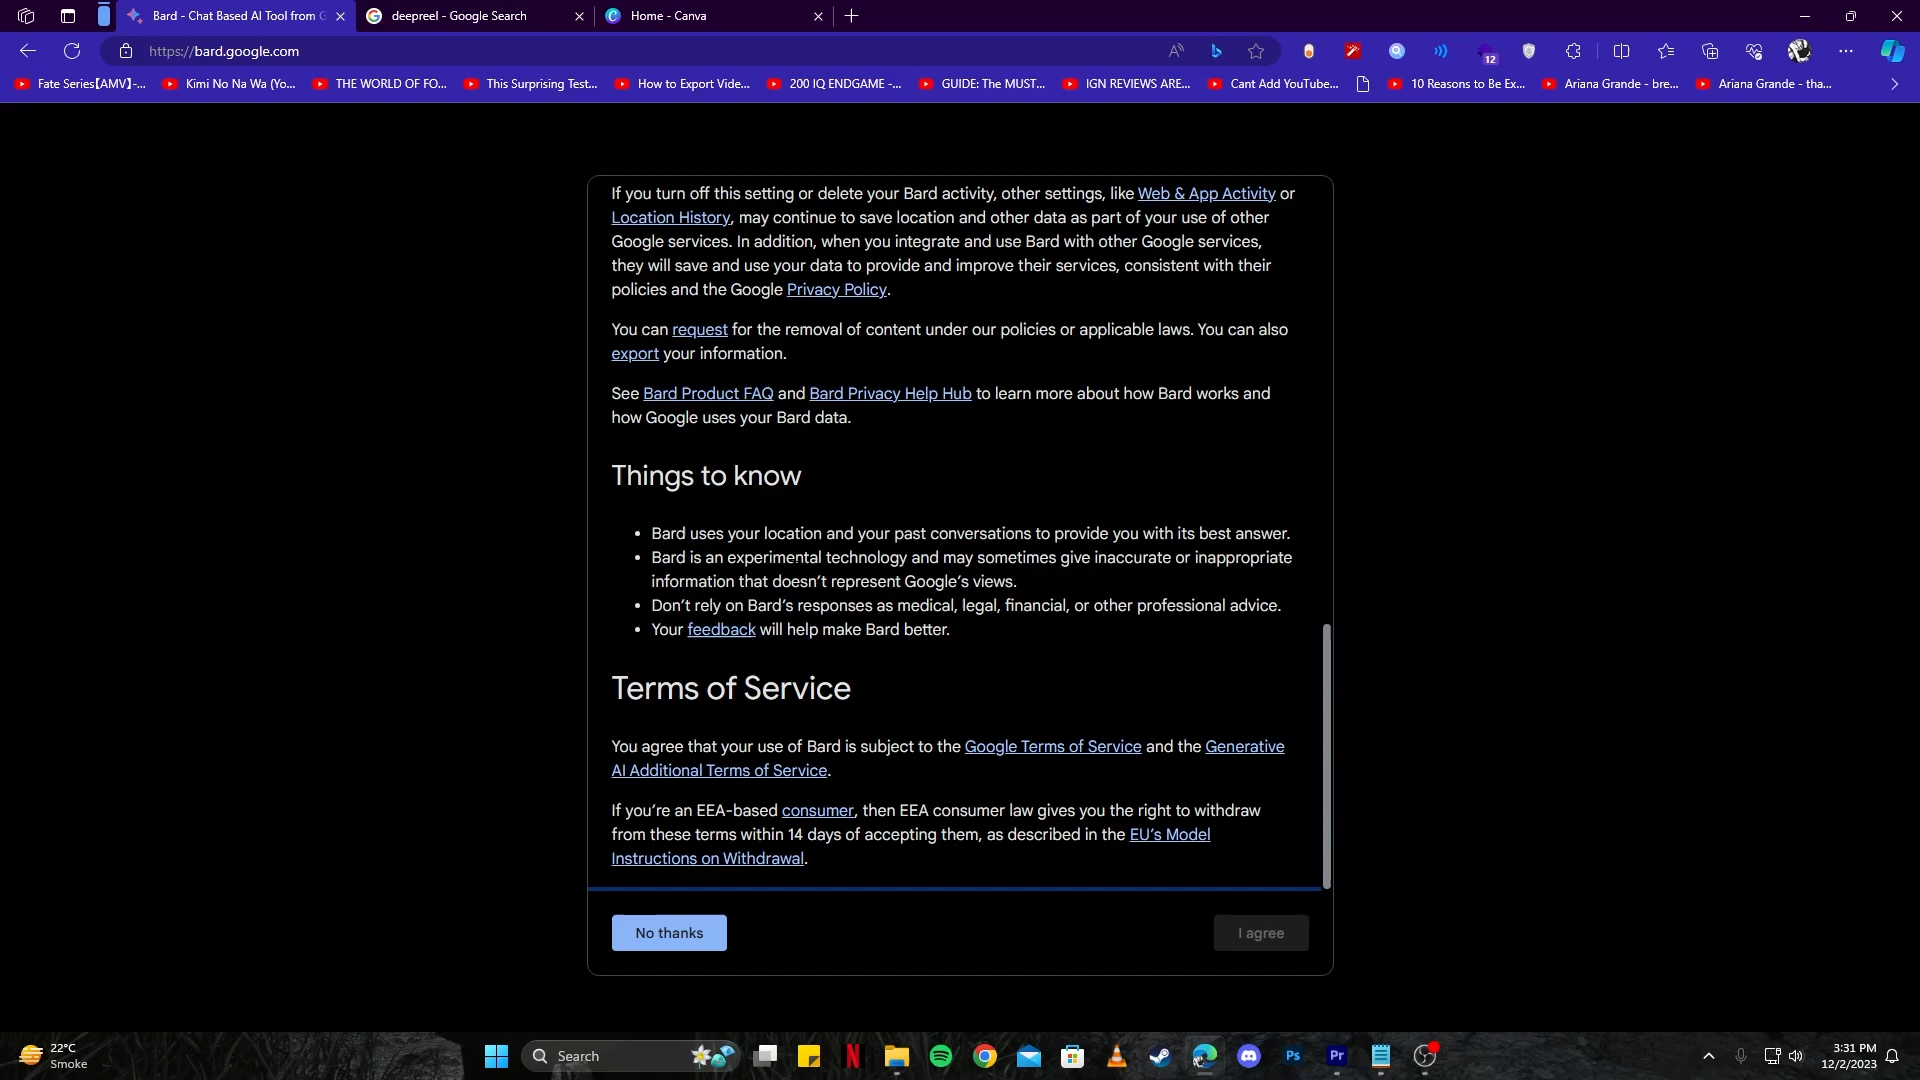 Bard - Chat Based AI Tool from G
deepreel - Google Search
Home - Canva
https://bard.google.com
12
Fate Series【AMV】-...
Kimi No Na Wa (Yo...
THE WORLD OF FO...
This Surprising Test...
How to Export Vide...
200 IQ ENDGAME -...
GUIDE: The MUST...
IGN REVIEWS ARE...
Cant Add YouTube...
10 Reasons to Be Ex...
Ariana Grande - bre...
Ariana Grande - tha...
If you turn off this setting or delete your Bard activity, other settings, like Web & App Activity or
Location History, may continue to save location and other data as part of your use of other
Google services. In addition, when you integrate and use Bard with other Google services,
they will save and use your data to provide and improve their services, consistent with their
policies and the Google Privacy Policy.
You can request for the removal of content under our policies or applicable laws. You can also
export your information.
See Bard Product FAQ and Bard Privacy Help Hub to learn more about how Bard works and
how Google uses your Bard data.
Things to know
• Bard uses your location and your past conversations to provide you with its best answer.
• Bard is an experimental technology and may sometimes give inaccurate or inappropriate
information that doesn’t represent Google’s views.
• Don’t rely on Bard’s responses as medical, legal, financial, or other professional advice.
• Your feedback will help make Bard better.
Terms of Service
You agree that your use of Bard is subject to the Google Terms of Service and the Generative
AI Additional Terms of Service.
If you’re an EEA-based consumer, then EEA consumer law gives you the right to withdraw
from these terms within 14 days of accepting them, as described in the EU’s Model
Instructions on Withdrawal.
No thanks
I agree
22°C
Smoke
Search
Ps
Pr
3:31 PM
12/2/2023